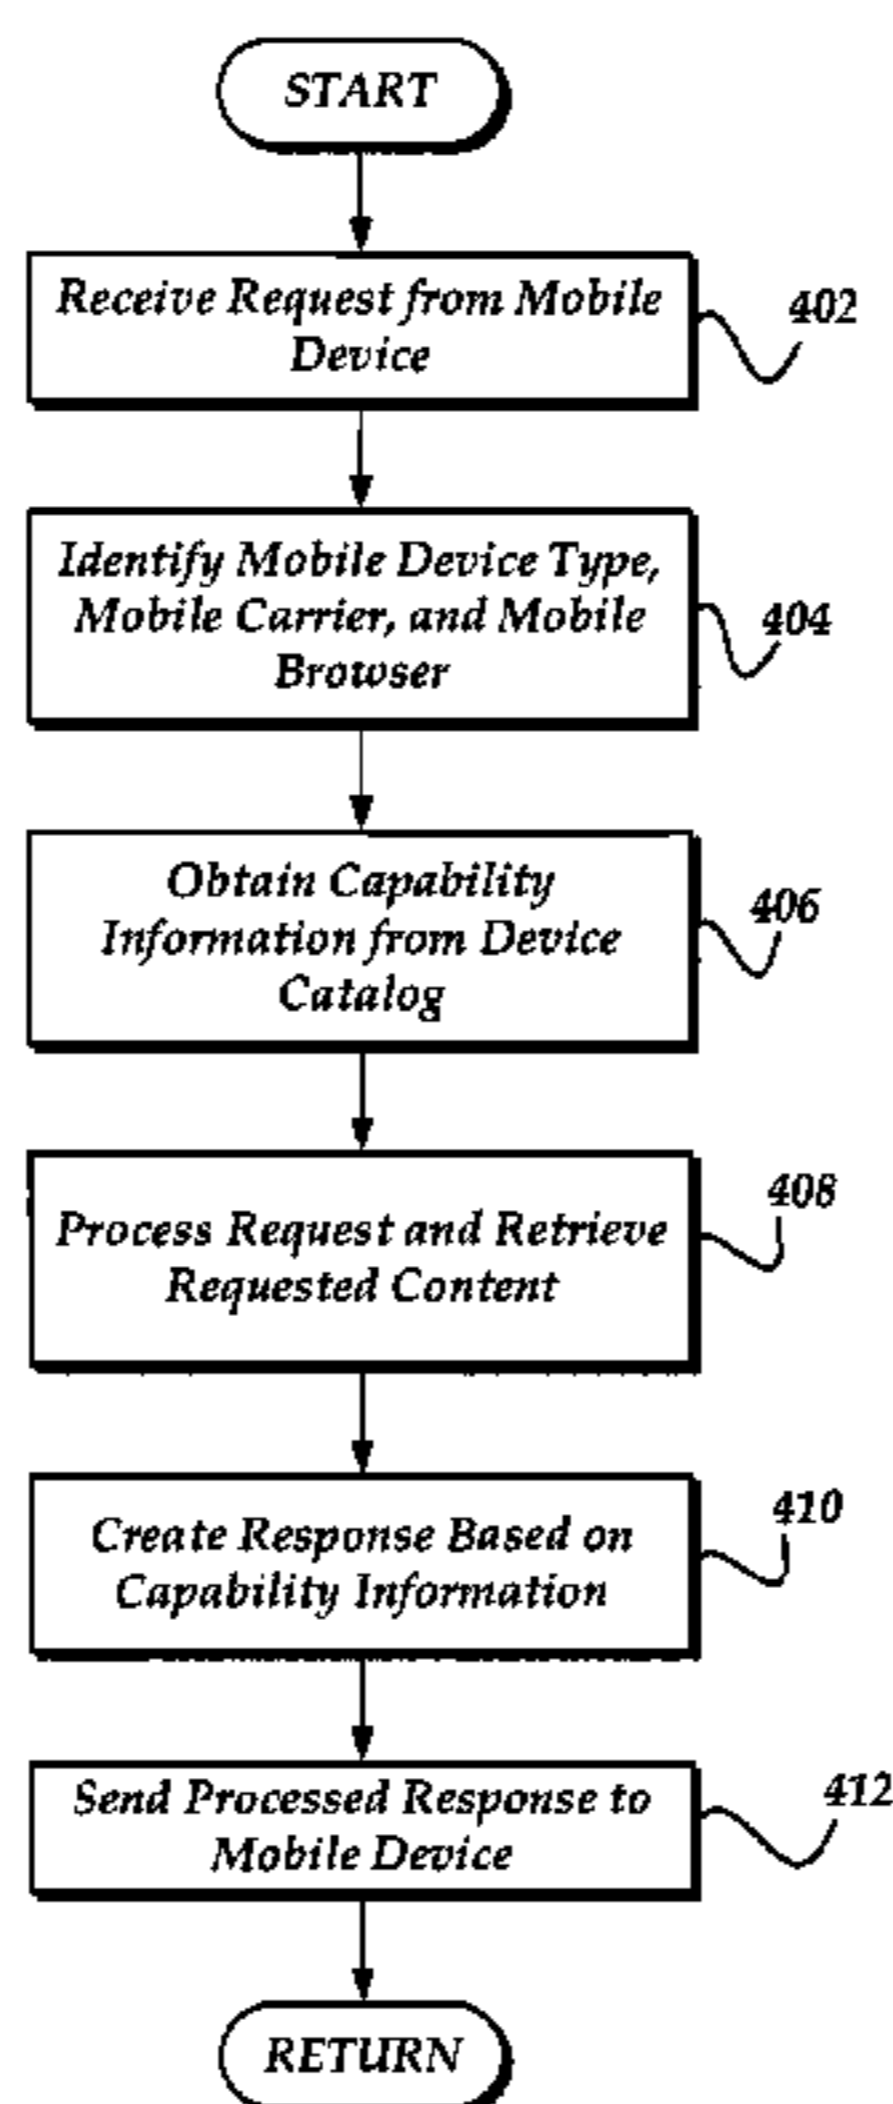 START
Receive Request from Mobile
Device
402
Identify Mobile Device Type,
Mobile Carrier, and Mobile
Browser
404
Obtain Capability
Information from Device
Catalog
406
Process Request and Retrieve
Requested Content
408
Create Response Based on
Capability Information
410
Send Processed Response to
Mobile Device
412
RETURN